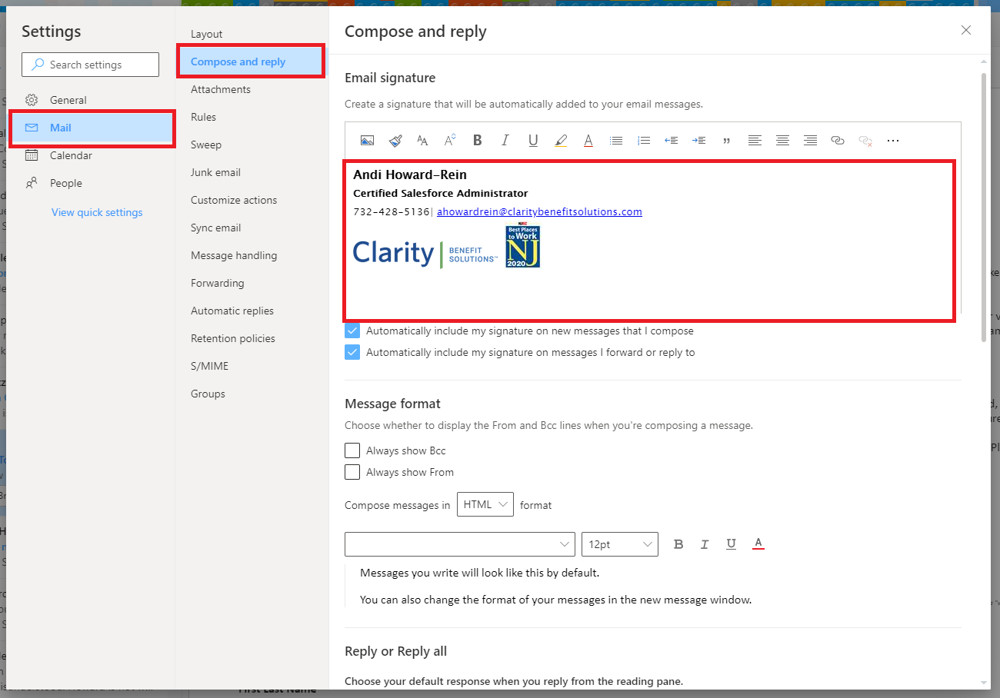 Settings
Search settings
General
Mail
Calendar
People
View quick settings
Layout
Compose and reply
Attachments
Rules
Sweep
Junk email
Customize actions
Sync email
Message handling
Forwarding
Automatic replies
Retention policies
S/MIME
Groups
Compose and reply
Email signature
Create a signature that will be automatically added to your email messages.
Andi Howard-Rein
Certified Salesforce Administrator
732-428-5136| ahowardrein@claritybenefitsolutions.com
Clarity BENEFIT SOLUTIONS™
NJBIZ
Best Places
to Work
NJ
2020
Automatically include my signature on new messages that I compose
Automatically include my signature on messages I forward or reply to
Message format
Choose whether to display the From and Bcc lines when you're composing a message.
Always show Bcc
Always show From
Compose messages in HTML format
12pt
Messages you write will look like this by default.
You can also change the format of your messages in the new message window.
Reply or Reply all
Choose your default response when you reply from the reading pane.
First Last Name